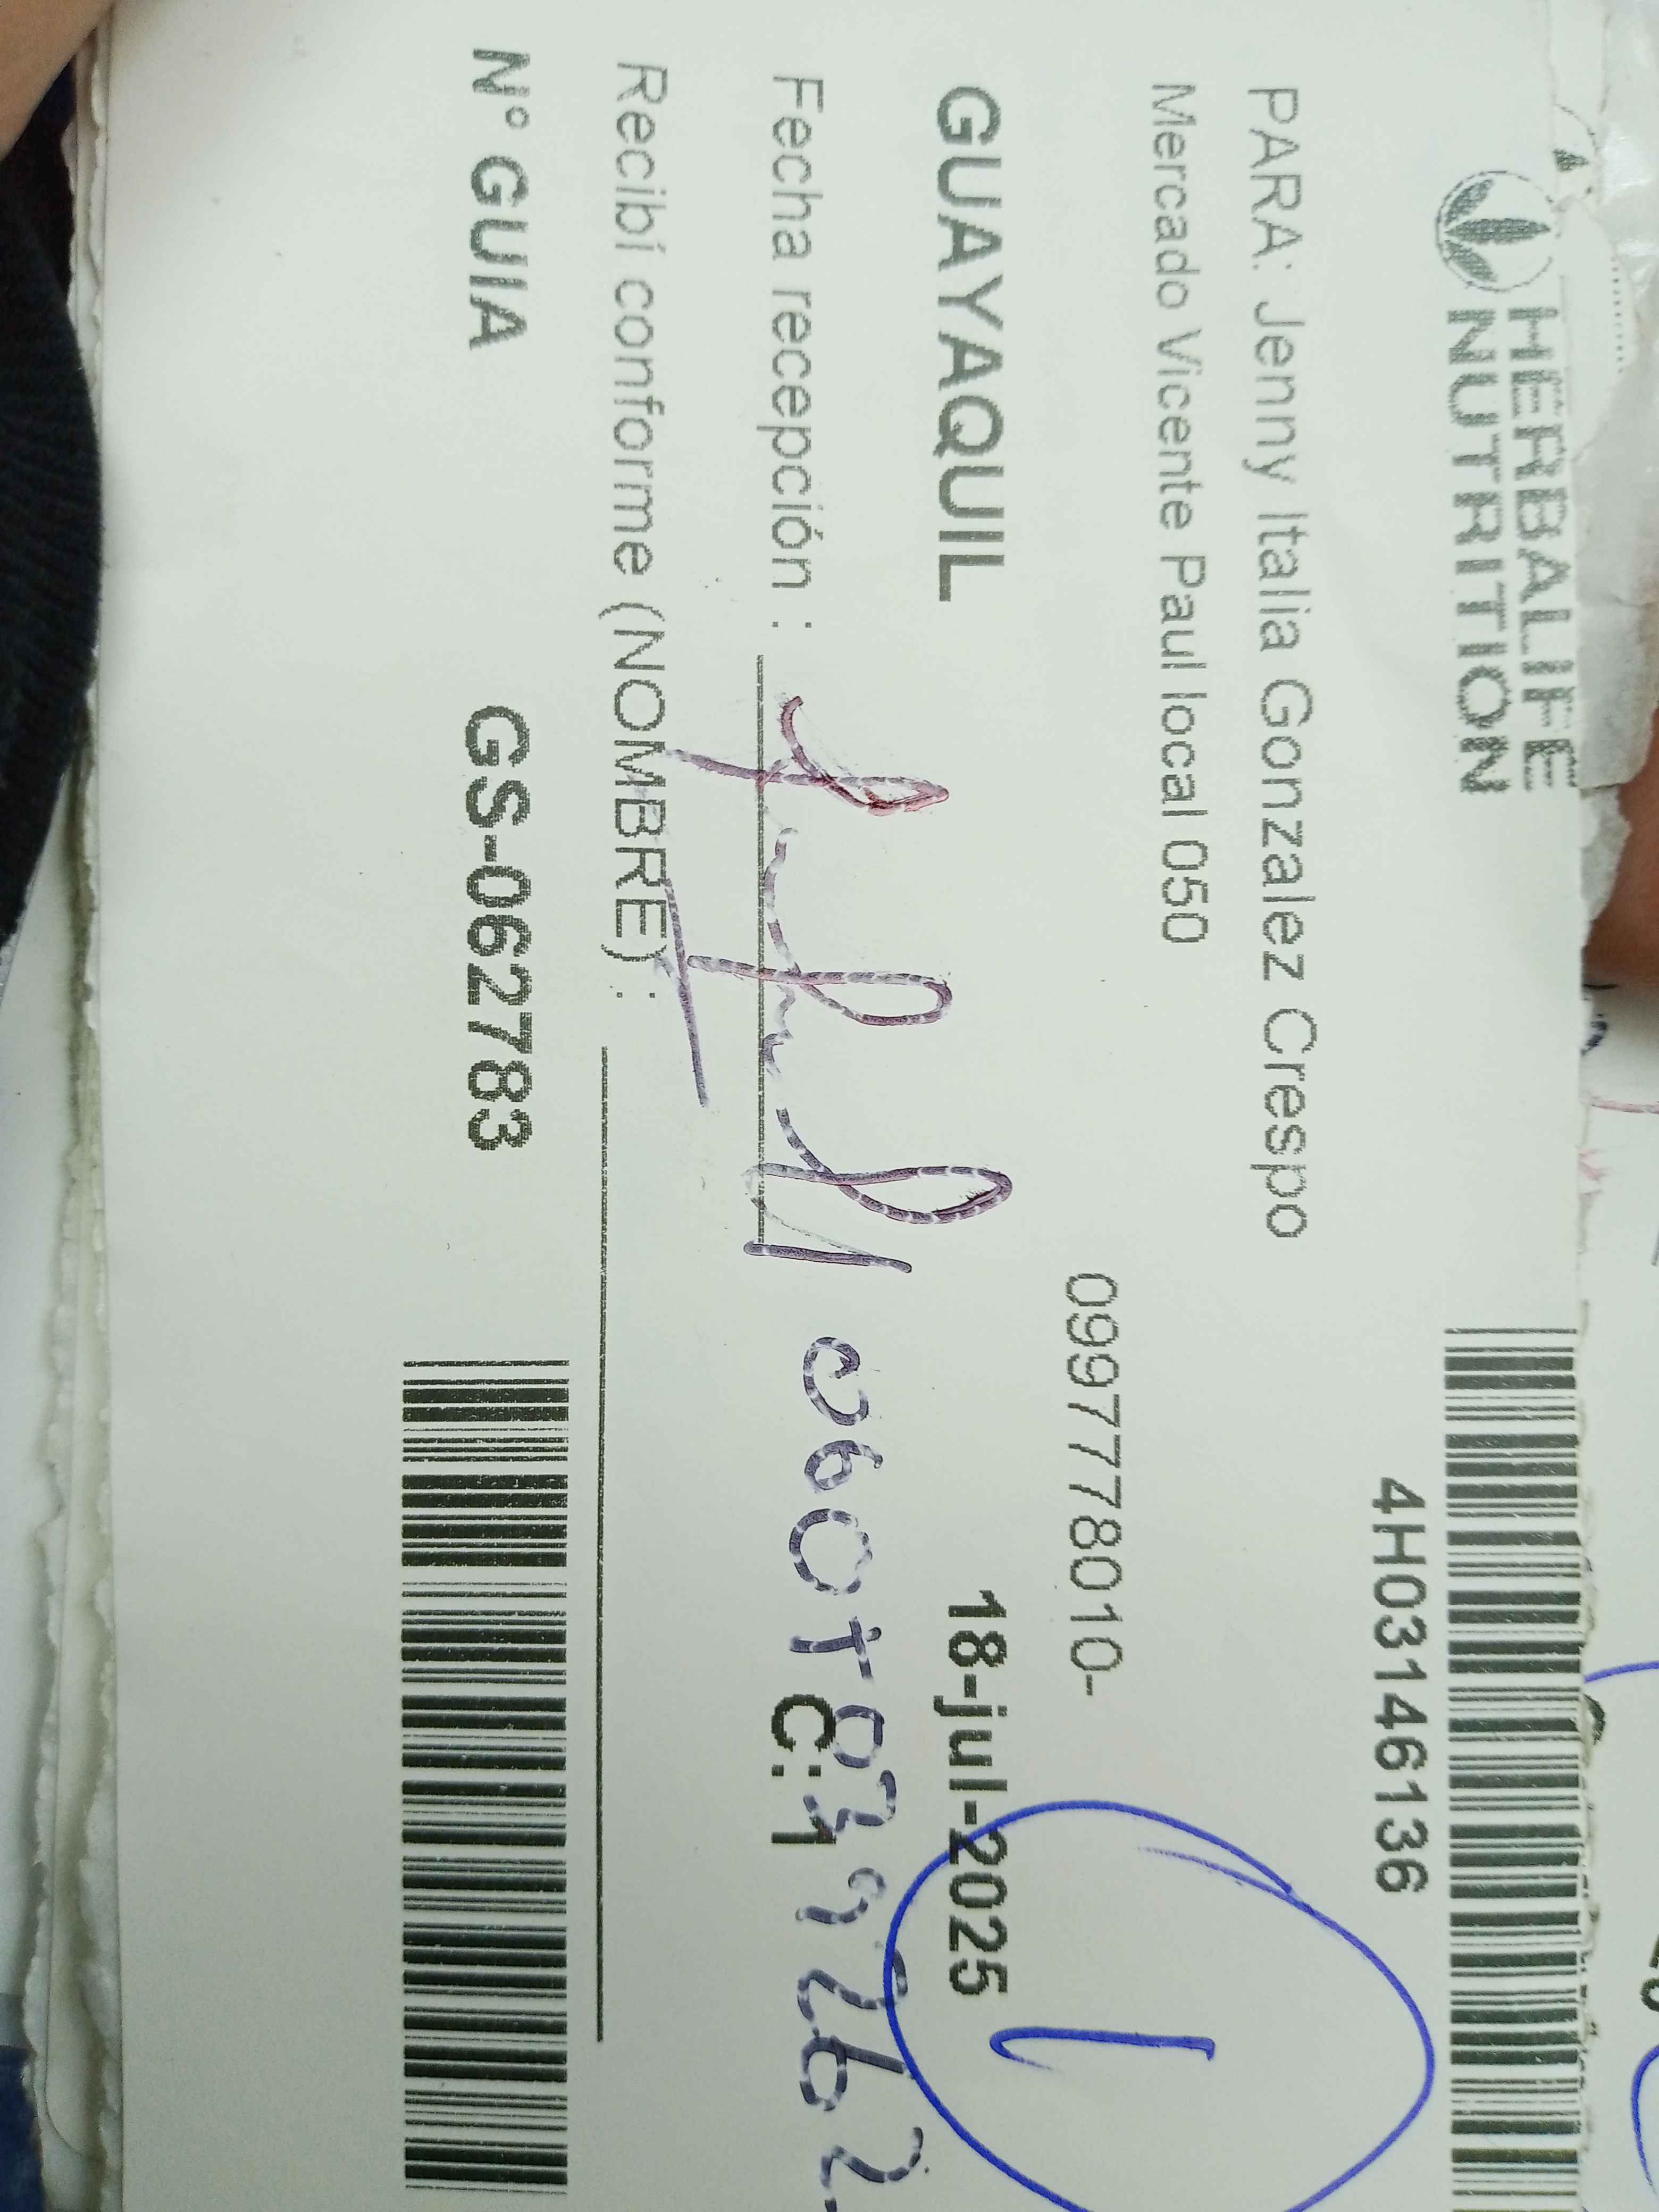 HERBALIFE
NUTRITION
4H03146136
PARA: Jenny Italia Gonzalez Crespo
Mercado Vicente Paul local 050
0997778010-
GUAYAQUIL
18-jul-2025
1
Fecha recepción :
C:1
Recibí conforme (NOMBRE) :
N° GUIA GS-062783